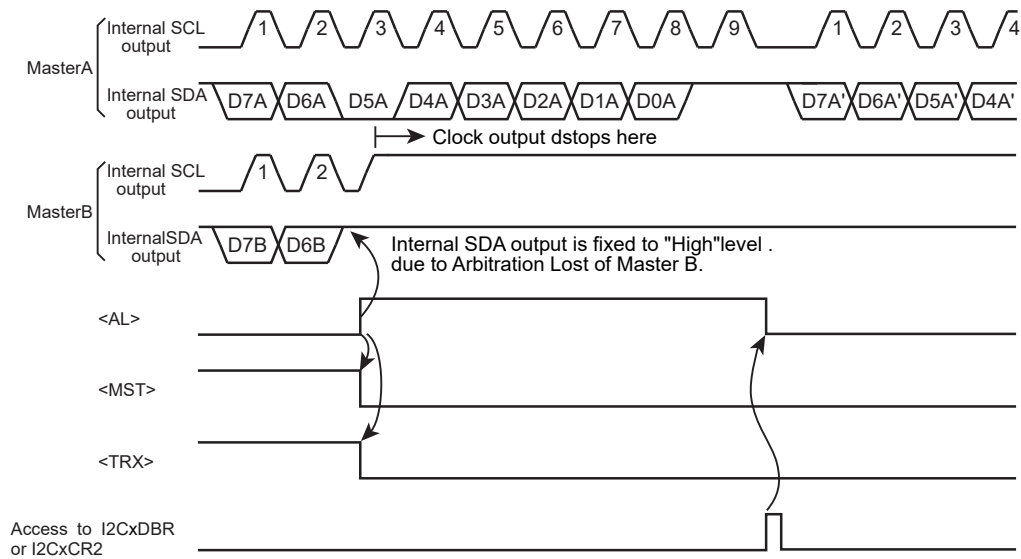 Internal SCL
output
1 2 3 4 5 6 7 8 9 1 2 3 4
MasterA
Internal SDA
output
D7A D6A D5A D4A D3A D2A D1A D0A D7A' D6A' D5A' D4A'
Clock output dstops here
Internal SCL
output
1 2
MasterB
InternalSDA
output
D7B D6B
Internal SDA output is fixed to "High"level .
due to Arbitration Lost of Master B.
<AL>
<MST>
<TRX>
Access to I2CxDBR
or I2CxCR2